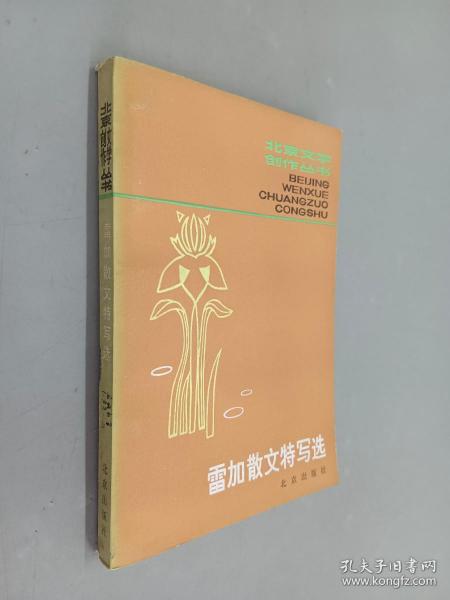 北京文学
创作丛书
BEIJING
WENXUE
CHUANGZUO
CONGSHU
雷加散文特写选
北京出版社
北京文学创作丛书
雷加散文特写选
北京出版社
孔夫子旧书网
www.kongfz.com